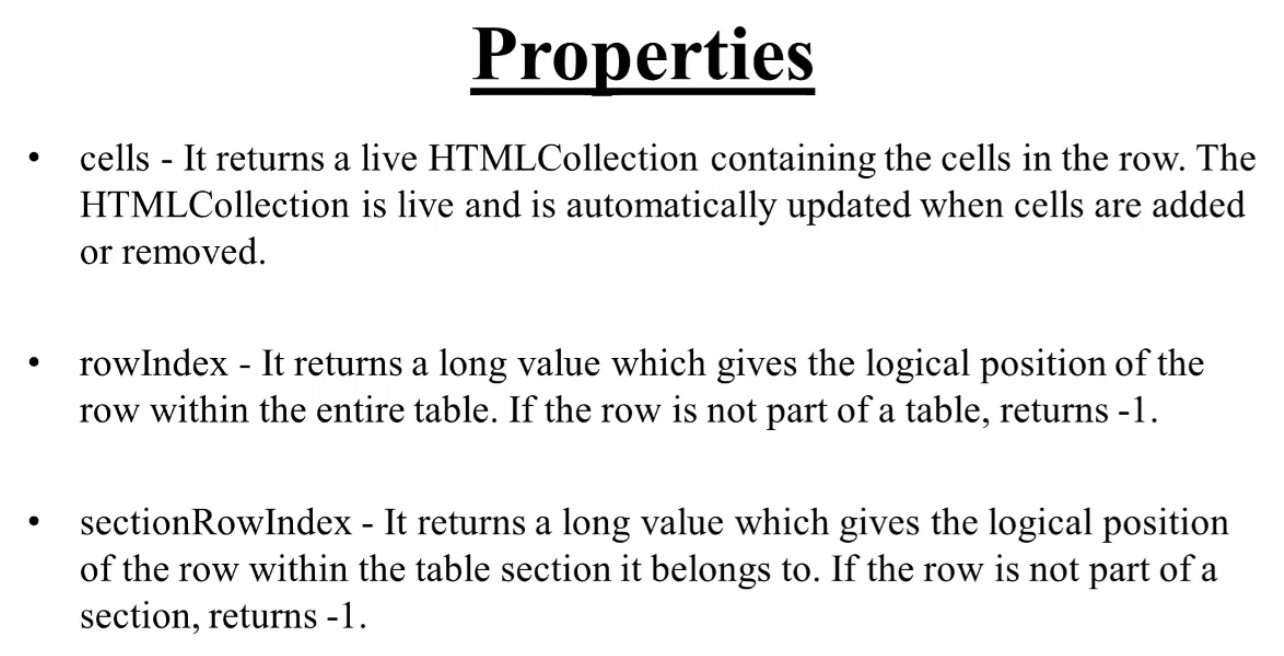 Properties
• cells - It returns a live HTMLCollection containing the cells in the row. The
HTMLCollection is live and is automatically updated when cells are added
or removed.
• rowIndex - It returns a long value which gives the logical position of the
row within the entire table. If the row is not part of a table, returns -1.
• sectionRowIndex - It returns a long value which gives the logical position
of the row within the table section it belongs to. If the row is not part of a
section, returns -1.